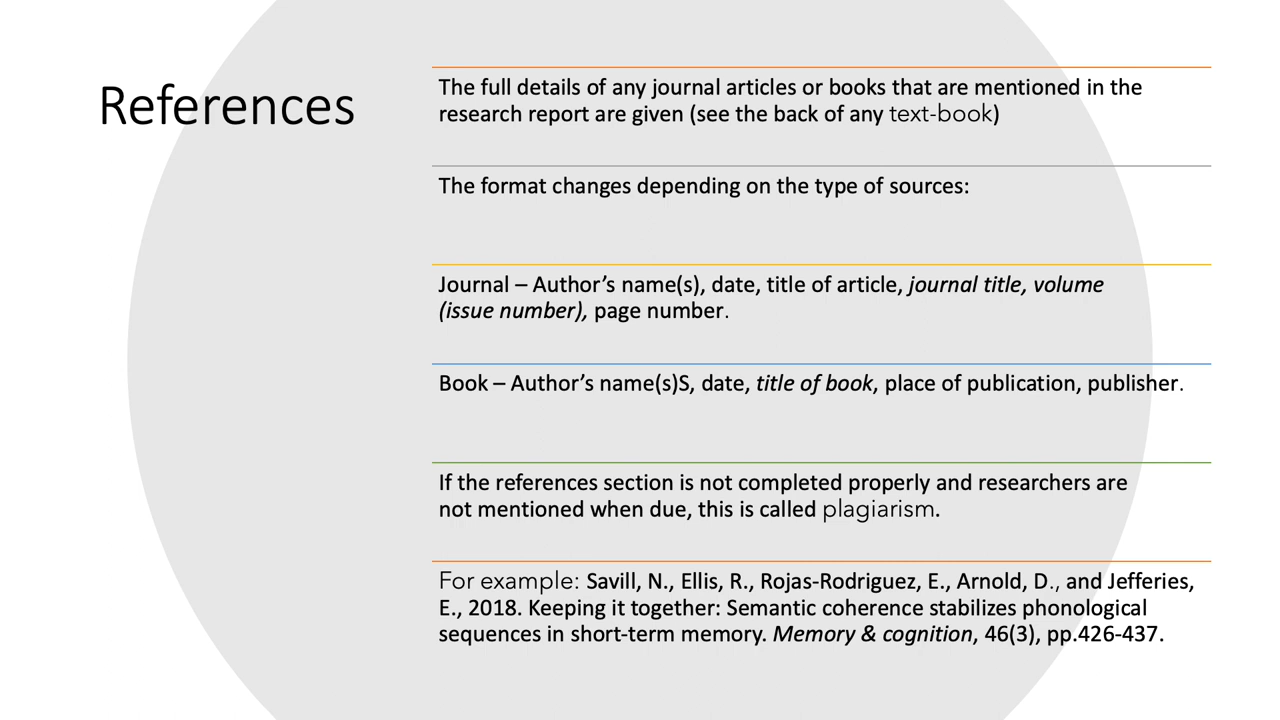 References
The full details of any journal articles or books that are mentioned in the
research report are given (see the back of any text-book)
The format changes depending on the type of sources:
Journal – Author’s name(s), date, title of article, journal title, volume
(issue number), page number.
Book – Author’s name(s)S, date, title of book, place of publication, publisher.
If the references section is not completed properly and researchers are
not mentioned when due, this is called plagiarism.
For example: Savill, N., Ellis, R., Rojas-Rodriguez, E., Arnold, D., and Jefferies,
E., 2018. Keeping it together: Semantic coherence stabilizes phonological
sequences in short-term memory. Memory & cognition, 46(3), pp.426-437.